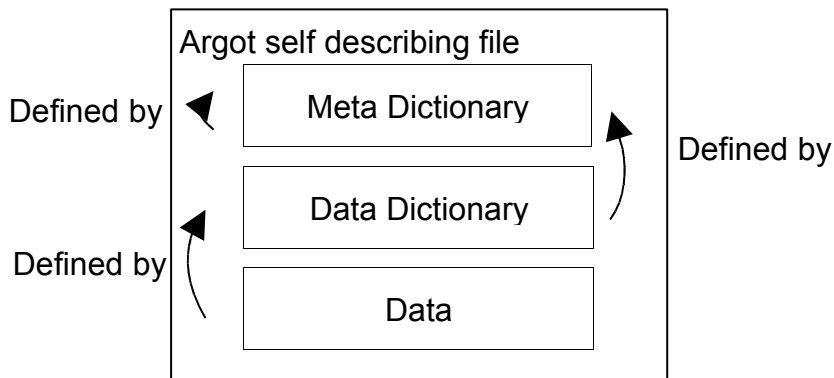 Argot self describing file
Defined by
Meta Dictionary
Defined by
Data Dictionary
Defined by
Data